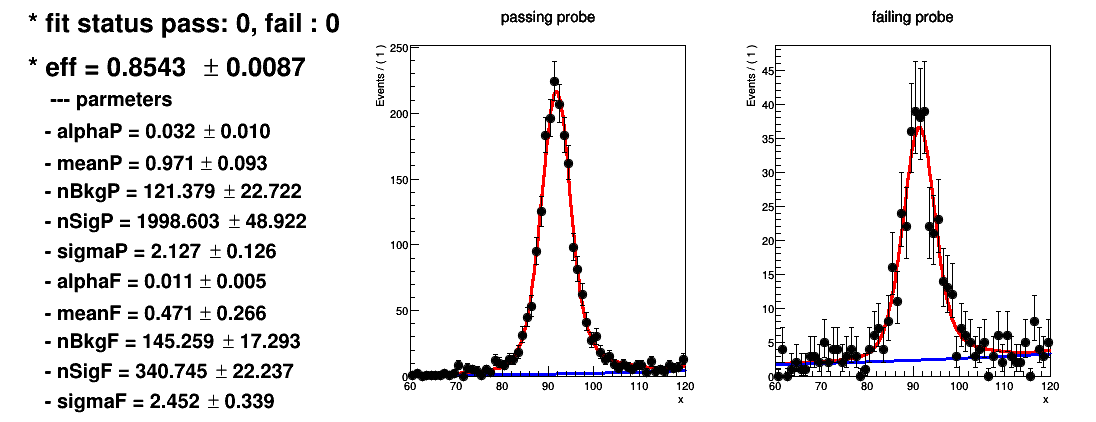 * fit status pass: 0, fail : 0
* eff = 0.8543 ± 0.0087
--- parmeters
- alphaP = 0.032 ± 0.010
- meanP = 0.971 ± 0.093
- nBkgP = 121.379 ± 22.722
- nSigP = 1998.603 ± 48.922
- sigmaP = 2.127 ± 0.126
- alphaF = 0.011 ± 0.005
- meanF = 0.471 ± 0.266
- nBkgF = 145.259 ± 17.293
- nSigF = 340.745 ± 22.237
- sigmaF = 2.452 ± 0.339
passing probe
Events / ( 1 )
250
200
150
100
50
0
60 70 80 90 100 110 120
x
failing probe
Events / ( 1 )
45
40
35
30
25
20
15
10
5
0
60 70 80 90 100 110 120
x